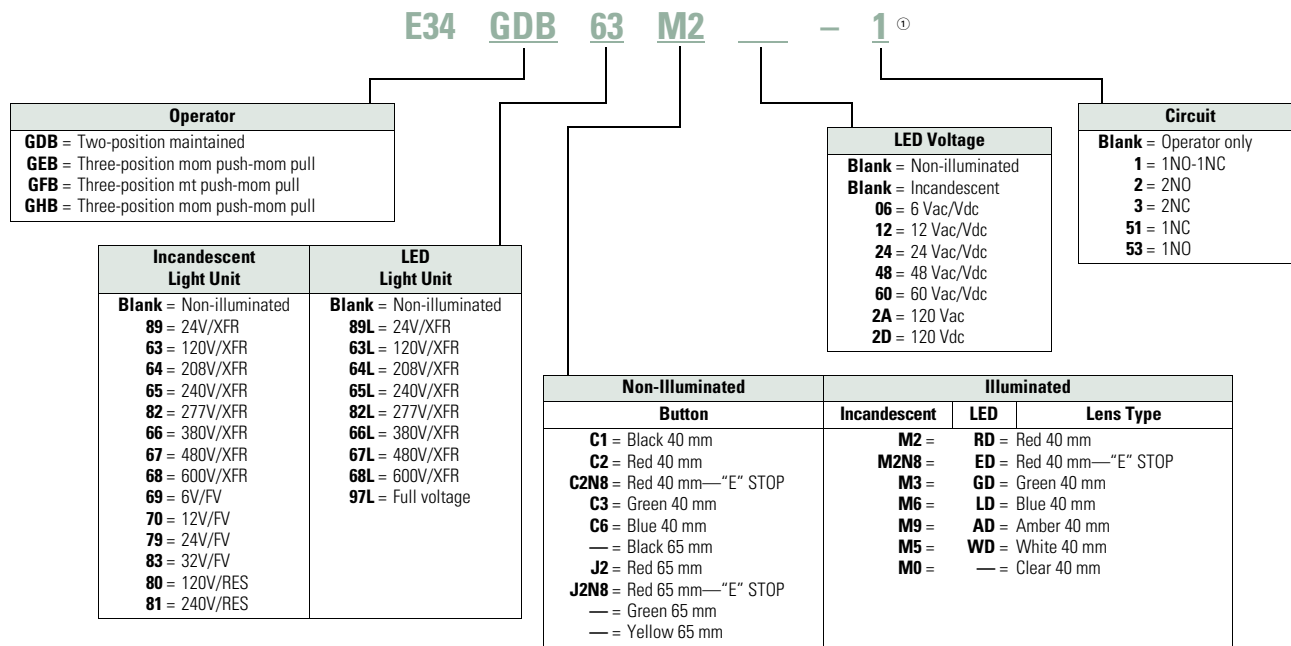 E34 GDB 63 M2 ___ – 1 ①
Operator
GDB = Two-position maintained
GEB = Three-position mom push-mom pull
GFB = Three-position mt push-mom pull
GHB = Three-position mom push-mom pull
Incandescent
Light Unit
Blank = Non-illuminated
89 = 24V/XFR
63 = 120V/XFR
64 = 208V/XFR
65 = 240V/XFR
82 = 277V/XFR
66 = 380V/XFR
67 = 480V/XFR
68 = 600V/XFR
69 = 6V/FV
70 = 12V/FV
79 = 24V/FV
83 = 32V/FV
80 = 120V/RES
81 = 240V/RES
LED
Light Unit
Blank = Non-illuminated
89L = 24V/XFR
63L = 120V/XFR
64L = 208V/XFR
65L = 240V/XFR
82L = 277V/XFR
66L = 380V/XFR
67L = 480V/XFR
68L = 600V/XFR
97L = Full voltage
Non-Illuminated
Button
C1 = Black 40 mm
C2 = Red 40 mm
C2N8 = Red 40 mm—“E” STOP
C3 = Green 40 mm
C6 = Blue 40 mm
— = Black 65 mm
J2 = Red 65 mm
J2N8 = Red 65 mm—“E” STOP
— = Green 65 mm
— = Yellow 65 mm
Illuminated
Incandescent LED Lens Type
M2 = RD = Red 40 mm
M2N8 = ED = Red 40 mm—“E” STOP
M3 = GD = Green 40 mm
M6 = LD = Blue 40 mm
M9 = AD = Amber 40 mm
M5 = WD = White 40 mm
M0 = — = Clear 40 mm
LED Voltage
Blank = Non-illuminated
Blank = Incandescent
06 = 6 Vac/Vdc
12 = 12 Vac/Vdc
24 = 24 Vac/Vdc
48 = 48 Vac/Vdc
60 = 60 Vac/Vdc
2A = 120 Vac
2D = 120 Vdc
Circuit
Blank = Operator only
1 = 1NO-1NC
2 = 2NO
3 = 2NC
51 = 1NC
53 = 1NO